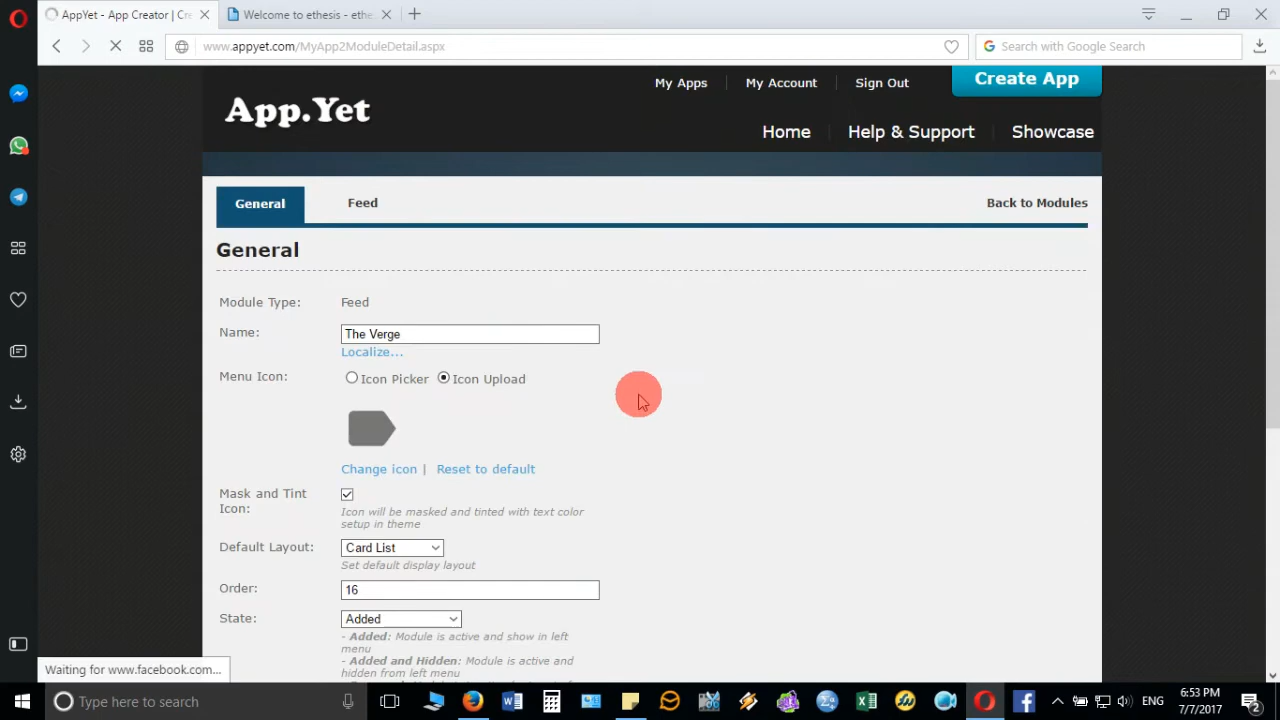 AppYet - App Creator | Cre
Welcome to ethesis - ethe
www.appyet.com/MyApp2ModuleDetail.aspx
Search with Google Search
My Apps
My Account
Sign Out
Create App
App.Yet
Home
Help & Support
Showcase
General
Feed
Back to Modules
General
Module Type:
Feed
Name:
The Verge
Localize...
Menu Icon:
Icon Picker
Icon Upload
Change icon |
Reset to default
Mask and Tint
Icon:
Icon will be masked and tinted with text color
setup in theme
Default Layout:
Card List
Set default display layout
Order:
16
State:
Added
- Added: Module is active and show in left
menu
- Added and Hidden: Module is active and
hidden from left menu
Waiting for www.facebook.com...
Type here to search
ENG
6:53 PM
7/7/2017
2